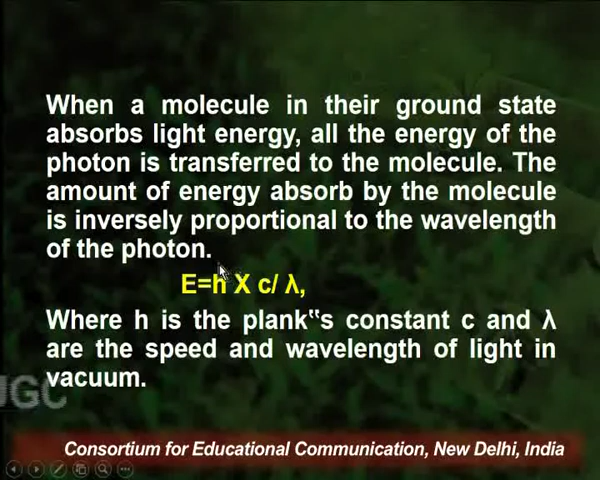 When a molecule in their ground state
absorbs light energy, all the energy of the
photon is transferred to the molecule. The
amount of energy absorb by the molecule
is inversely proportional to the wavelength
of the photon.
E=h X c/ λ,
Where h is the plank‟s constant c and λ
are the speed and wavelength of light in
vacuum.
UGC
Consortium for Educational Communication, New Delhi, India